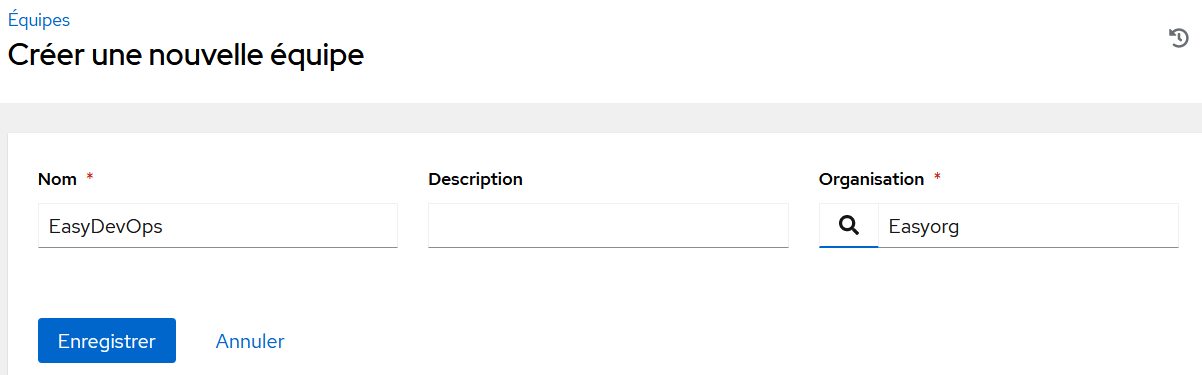 Équipes
Créer une nouvelle équipe
Nom *
Description
Organisation *
EasyDevOps
Easyorg
Enregistrer
Annuler